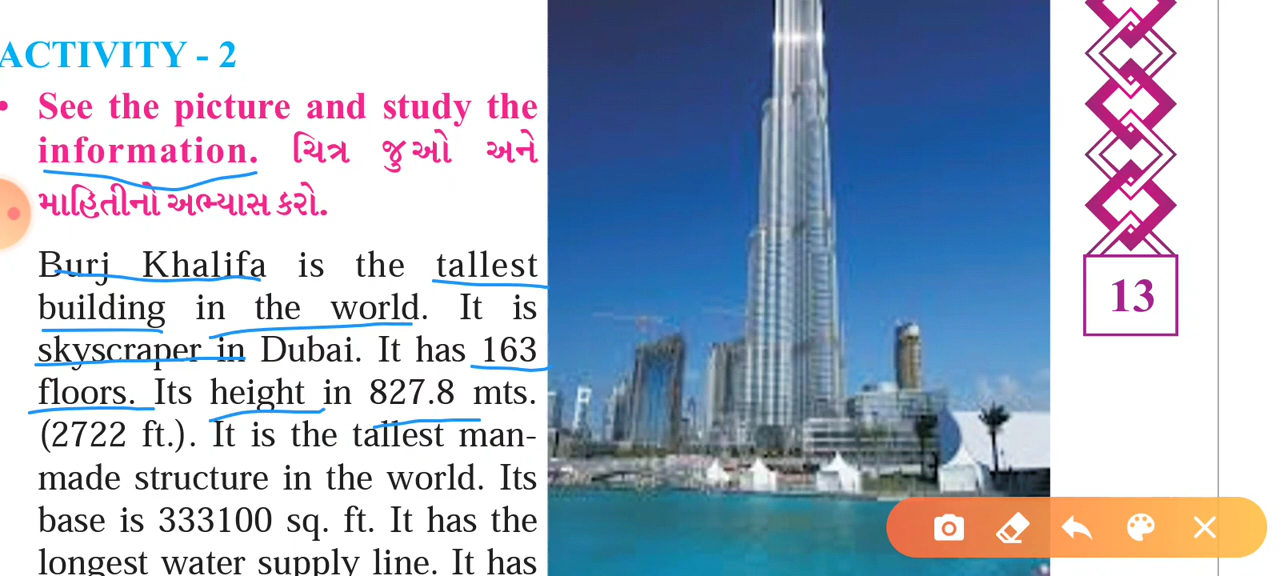 ACTIVITY - 2
• See the picture and study the
information. ચિત્ર જુઓ અને
માહિતીનો અભ્યાસ કરો.
Burj Khalifa is the tallest
building in the world. It is
skyscraper in Dubai. It has 163
floors. Its height in 827.8 mts.
(2722 ft.). It is the tallest man-
made structure in the world. Its
base is 333100 sq. ft. It has the
longest water supply line. It has
13